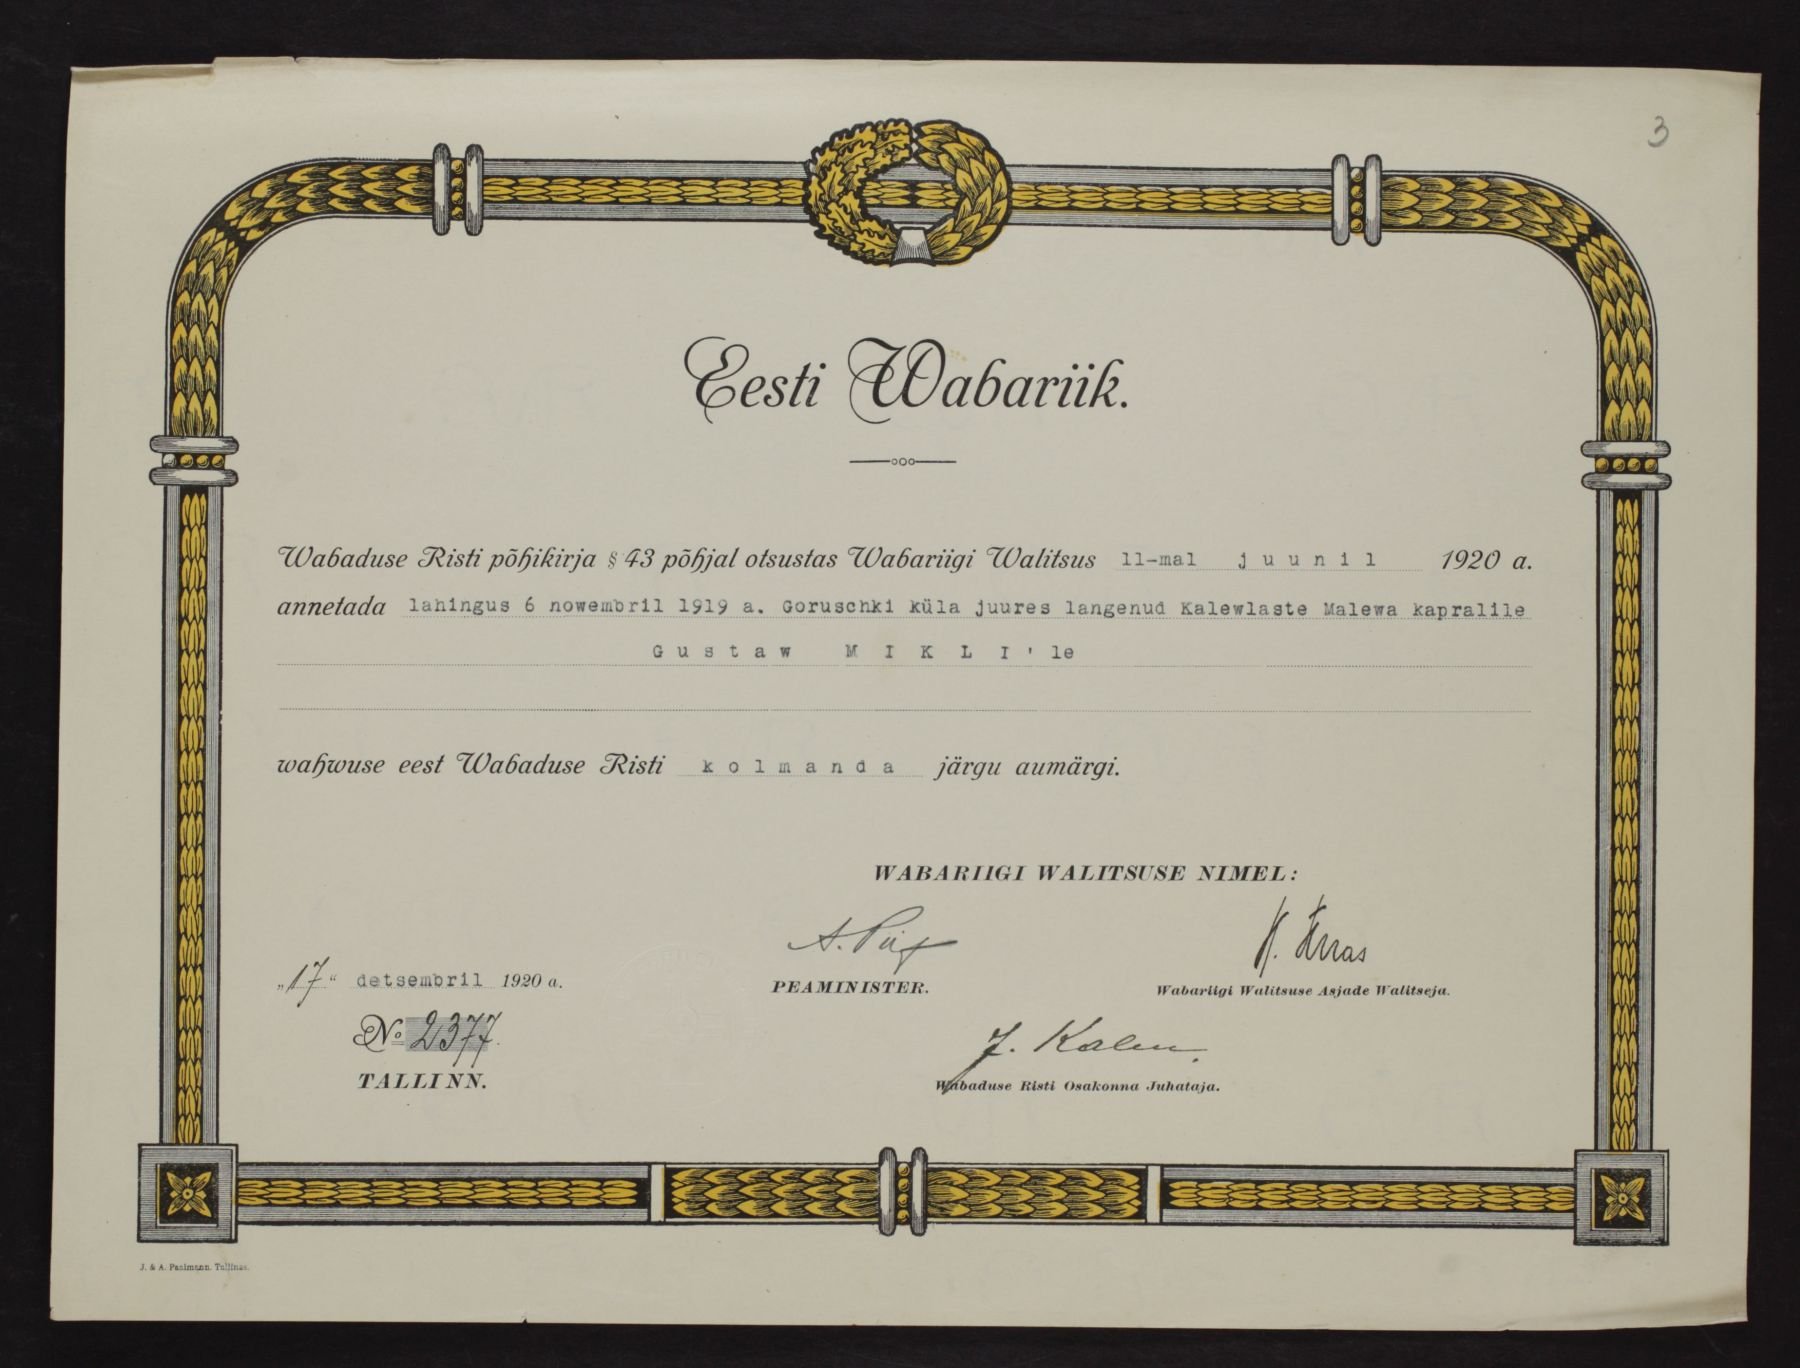 3
Eesti Wabariik.
Wabaduse Risti põhikirja § 43 põhjal otsustas Wabariigi Walitsus 11-mal juunil 1920 a.
annetada lahingus 6 nowembril 1919 a. Goruschki küla juures langenud Kalewlaste Malewa kapralile
Gustaw MIKLI'le
wahwuse eest Wabaduse Risti kolmanda järgu aumärgi.
WABARIIGI WALITSUSE NIMEL:
A. Piip
PEAMINISTER.
K. Terras
Wabariigi Walitsuse Asjade Walitseja.
„17“ detsembril 1920 a.
№ 2377.
TALLINN.
J. Kalm.
Wabaduse Risti Osakonna Juhataja.
J. & A. Paalmann. Tallinas.